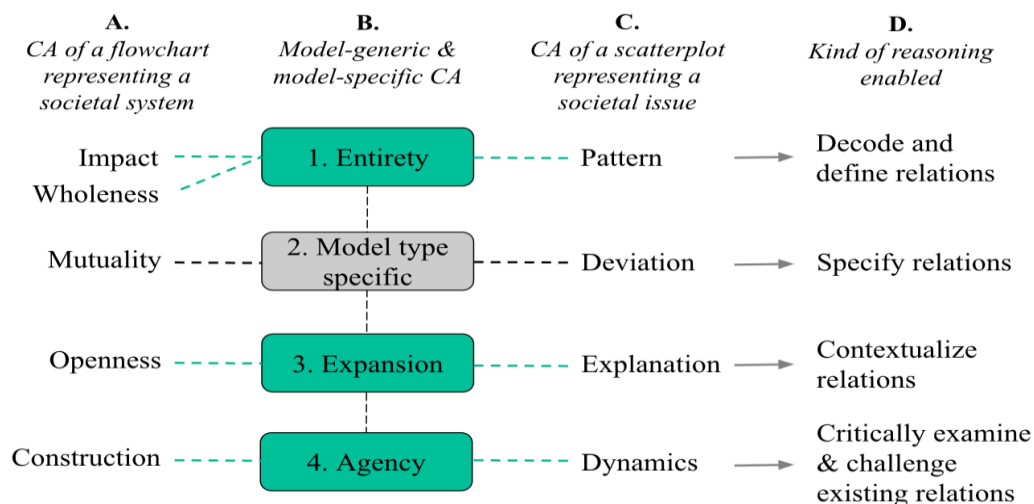 A.
CA of a flowchart
representing a
societal system
B.
Model-generic &
model-specific CA
C.
CA of a scatterplot
representing a
societal issue
D.
Kind of reasoning
enabled
Impact
Wholeness
1. Entirety
Pattern
Decode and
define relations
Mutuality
2. Model type
specific
Deviation
Specify relations
Openness
3. Expansion
Explanation
Contextualize
relations
Construction
4. Agency
Dynamics
Critically examine
& challenge
existing relations